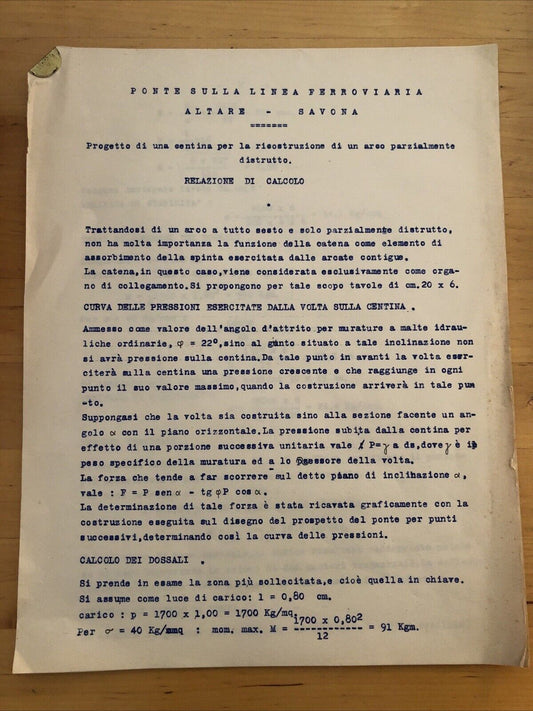 PONTE SULLA LINEA FERROVIARIA
ALTARE - SAVONA
=======
Progetto di una centina per la ricostruzione di un arco parzialmente
distrutto.
RELAZIONE DI CALCOLO
Trattandosi di un arco a tutto sesto e solo parzialmente distrutto,
non ha molta importanza la funzione della catena come elemento di
assorbimento della spinta esercitata dalle arcate contigue.
La catena,in questo caso,viene considerata esclusivamente come orga-
no di collegamento.Si propongono per tale scopo tavole di cm.20 x 6.
CURVA DELLE PRESSIONI ESERCITATE DALLA VOLTA SULLA CENTINA .
Ammesso come valore dell'angolo d'attrito per murature a malte idrau-
liche ordinarie, φ = 22°,sino al giunto situato a tale inclinazione non
si avrà pressione sulla centina.Da tale punto in avanti la volta eser-
citerà sulla centina una pressione crescente e che raggiunge in ogni
punto il suo valore massimo,quando la costruzione arriverà in tale pun
-to.
Suppongasi che la volta sia costruita sino alla sezione facente un an-
golo α con il piano orizzontale.La pressione subita dalla centina per
effetto di una porzione successiva unitaria vale P=γ a ds,dove γ è il
peso specifico della muratura ed a lo spessore della volta.
La forza che tende a far scorrere sul detto piano di inclinazione α,
vale : F = P sen α - tg φP cos α.
La determinazione di tale forza è stata ricavata graficamente con la
costruzione eseguita sul disegno del prospetto del ponte per punti
successivi,determinando così la curva delle pressioni.
CALCOLO DEI DOSSALI .
Si prende in esame la zona più sollecitata,e cioè quella in chiave.
Si assume come luce di carico: l = 0,80 cm.
carico : p = 1700 x 1,00 = 1700 Kg/mq.
Per σ = 40 Kg/mmq : mom. max. M = 1700 x 0,80² / 12 = 91 Kgm.